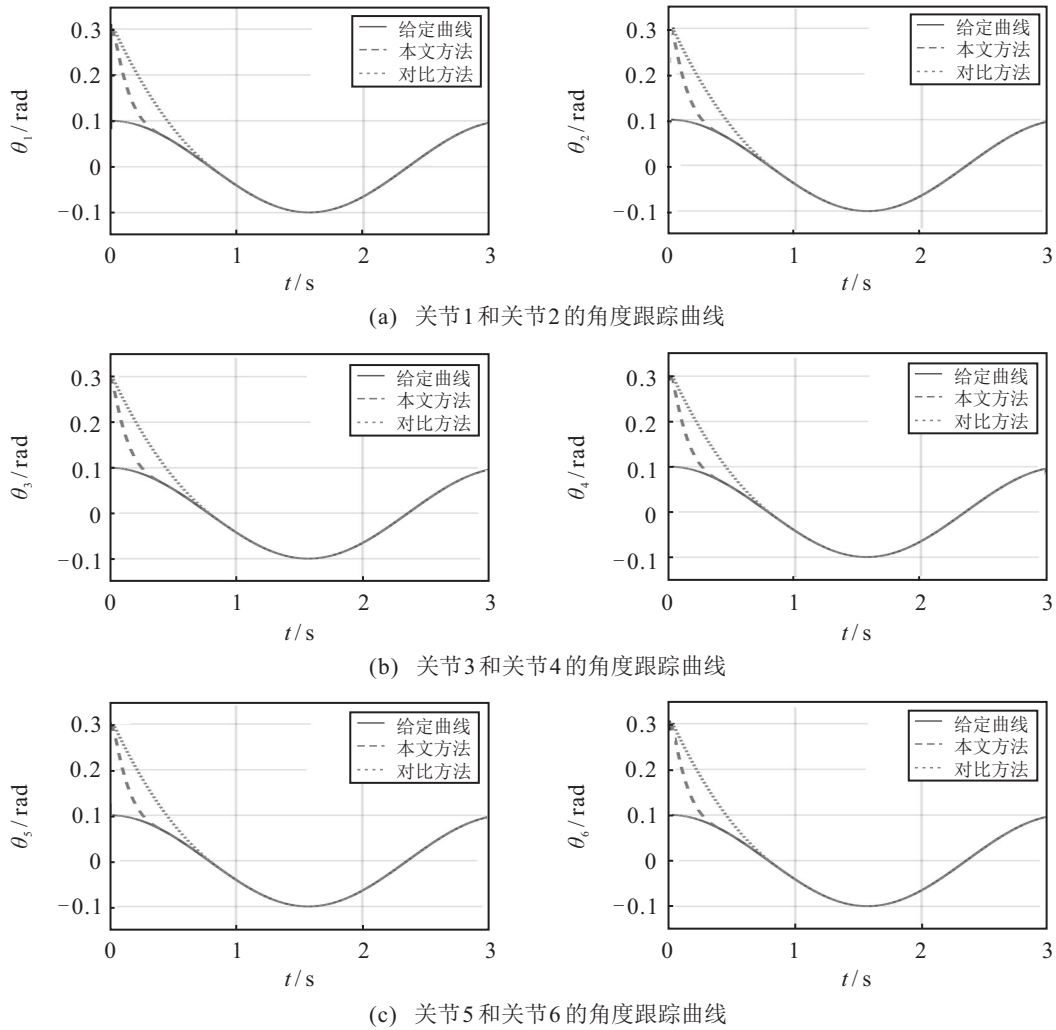 给定曲线
本文方法
对比方法
0.3
0.2
0.1
0
−0.1
θ1 / rad
0 1 2 3
t / s
给定曲线
本文方法
对比方法
0.3
0.2
0.1
0
−0.1
θ2 / rad
0 1 2 3
t / s
(a) 关节1和关节2的角度跟踪曲线
给定曲线
本文方法
对比方法
0.3
0.2
0.1
0
−0.1
θ3 / rad
0 1 2 3
t / s
给定曲线
本文方法
对比方法
0.3
0.2
0.1
0
−0.1
θ4 / rad
0 1 2 3
t / s
(b) 关节3和关节4的角度跟踪曲线
给定曲线
本文方法
对比方法
0.3
0.2
0.1
0
−0.1
θ5 / rad
0 1 2 3
t / s
给定曲线
本文方法
对比方法
0.3
0.2
0.1
0
−0.1
θ6 / rad
0 1 2 3
t / s
(c) 关节5和关节6的角度跟踪曲线